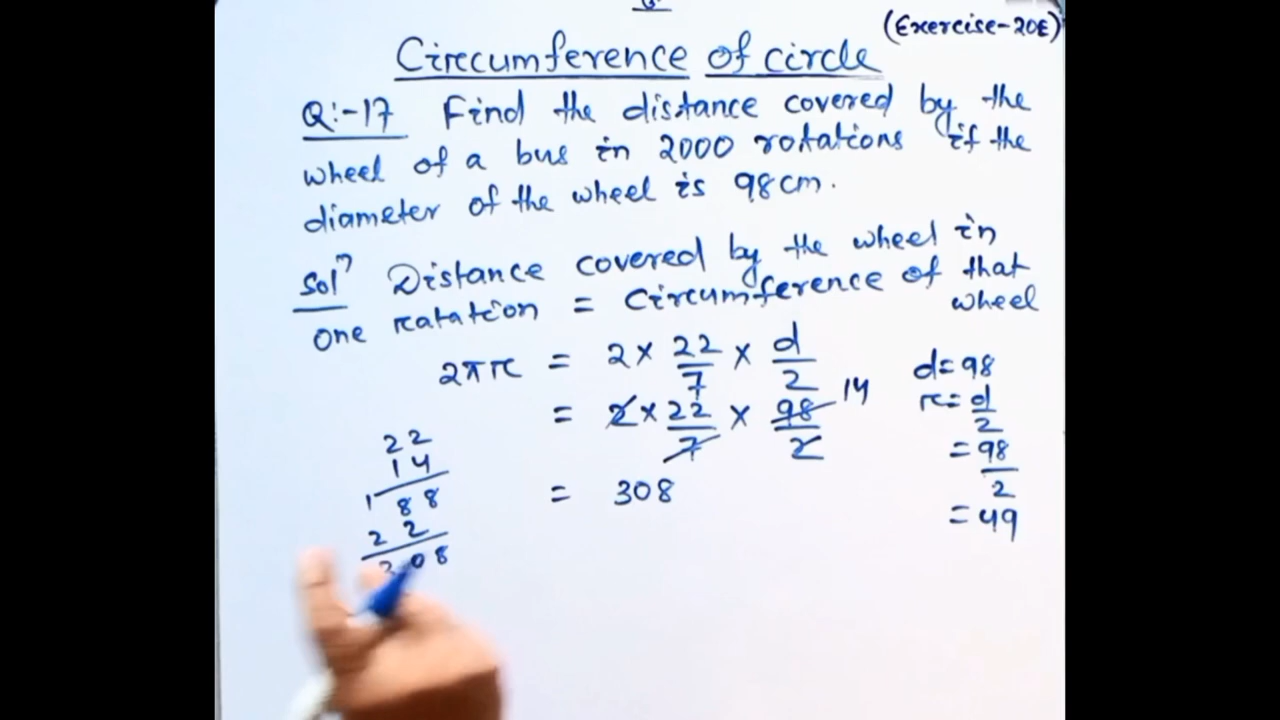 (Exercise-20E)
Circumference of circle
Q:-17 Find the distance covered by the
wheel of a bus in 2000 rotations if the
diameter of the wheel is 98cm.
Solⁿ Distance covered by the wheel in
one ratation = circumference of that
wheel
2πr = 2 × 22/7 × d/2
= 2 × 22/7 × 98/2 14
= 308
d=98
r=d/2
=98/2
=49
22
14
1 88
22
308